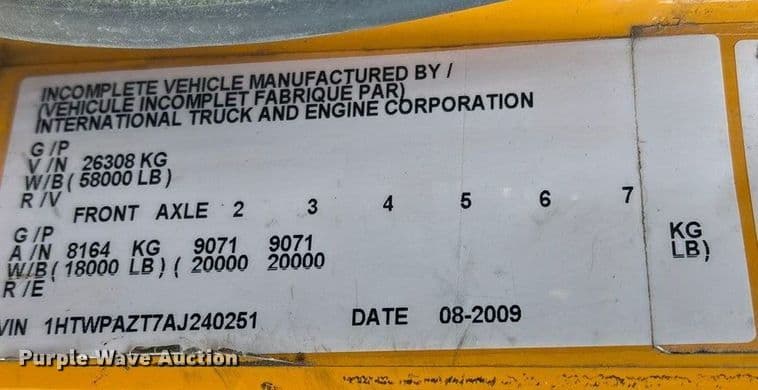 INCOMPLETE VEHICLE MANUFACTURED BY /
(VEHICULE INCOMPLET FABRIQUE PAR)
INTERNATIONAL TRUCK AND ENGINE CORPORATION
G /P
V /N 26308 KG
W/B ( 58000 LB )
R /V
FRONT AXLE 2 3 4 5 6 7
G /P
A /N 8164 KG 9071 9071 KG
W/B ( 18000 LB ) ( 20000 20000 LB)
R /E
VIN 1HTWPAZT7AJ240251 DATE 08-2009
Purple Wave Auction